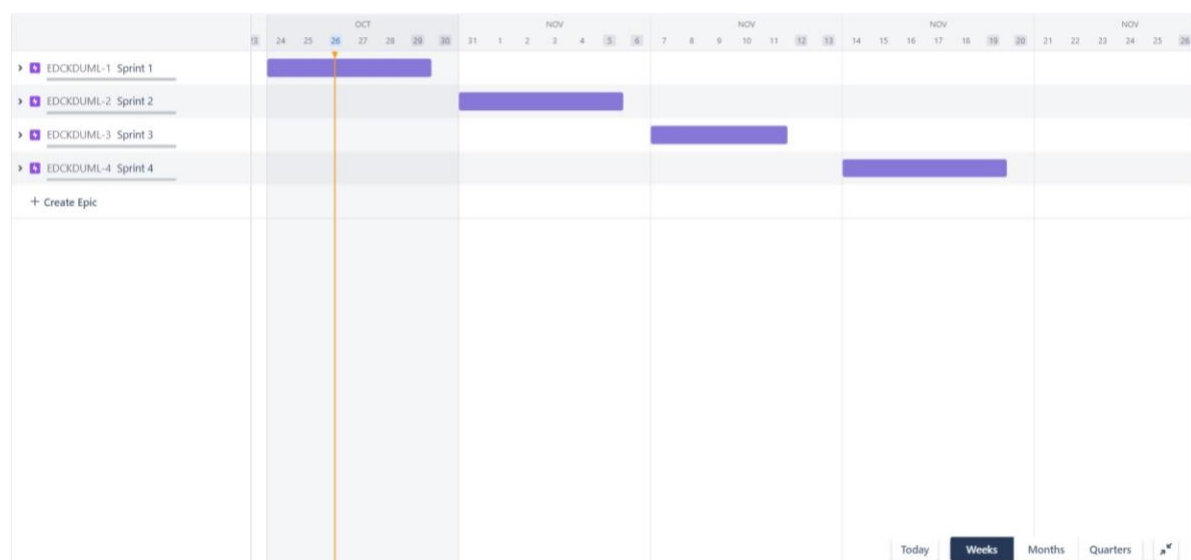 OCT NOV NOV NOV NOV
23 24 25 26 27 28 29 30 31 1 2 3 4 5 6 7 8 9 10 11 12 13 14 15 16 17 18 19 20 21 22 23 24 25 26
EDCKDUML-1 Sprint 1
EDCKDUML-2 Sprint 2
EDCKDUML-3 Sprint 3
EDCKDUML-4 Sprint 4
+ Create Epic
Today Weeks Months Quarters